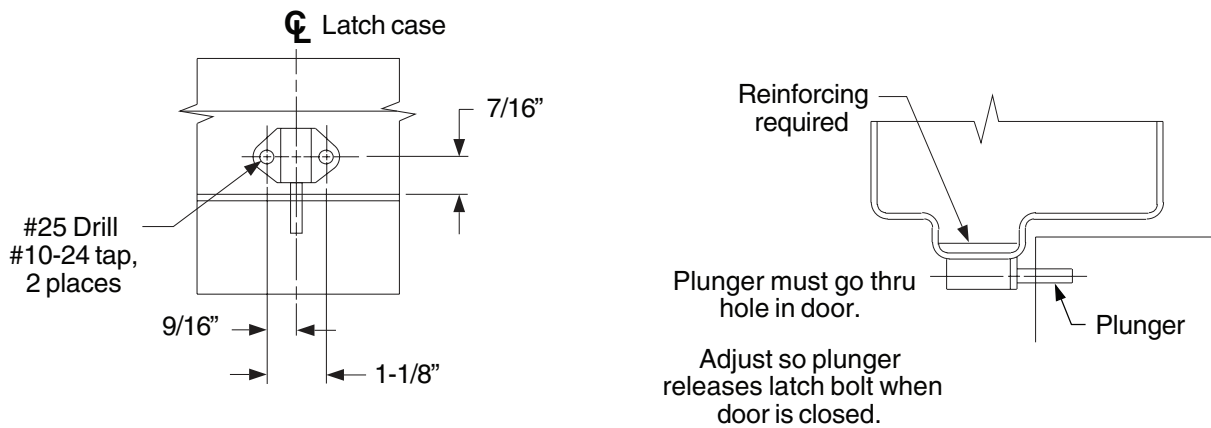 ℄ Latch case
7/16”
#25 Drill
#10-24 tap,
2 places
9/16”
1-1/8”
Reinforcing
required
Plunger must go thru
hole in door.
Plunger
Adjust so plunger
releases latch bolt when
door is closed.